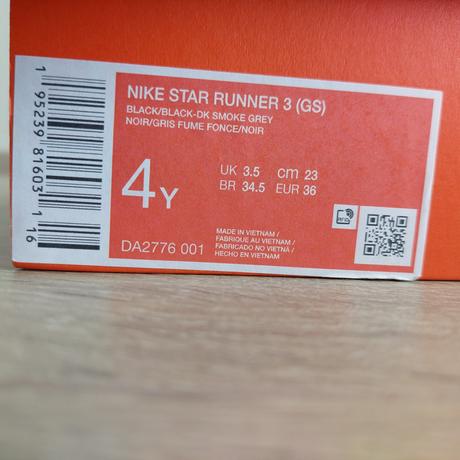 1 95239 81603 1 16
NIKE STAR RUNNER 3 (GS)
BLACK/BLACK-DK SMOKE GREY
NOIR/GRIS FUME FONCE/NOIR
4Y
UK 3.5 cm 23
BR 34.5 EUR 36
MADE IN VIETNAM /
FABRIQUE AU VIETNAM /
FABRICADO NO VIETNÃ /
HECHO EN VIETNAM
DA2776 001